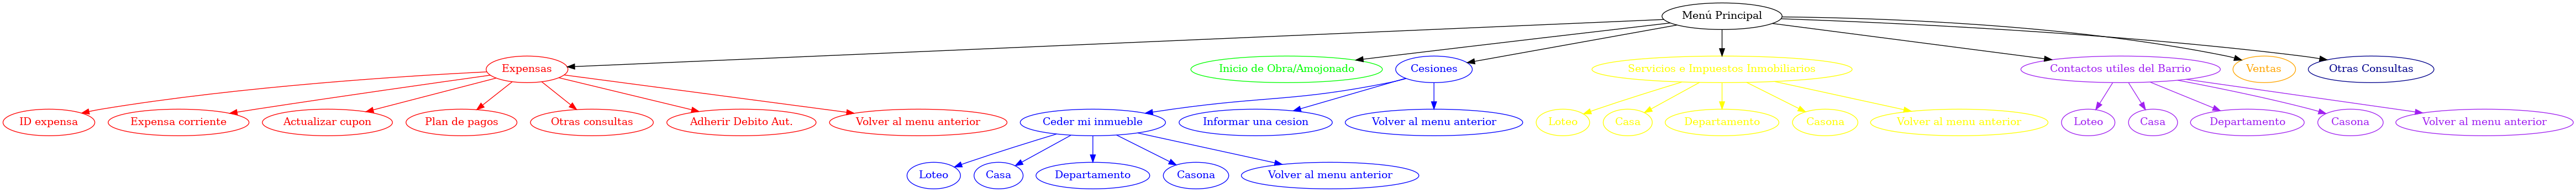 Menú Principal
Expensas
Inicio de Obra/Amojonado
Cesiones
Servicios e Impuestos Inmobiliarios
Contactos utiles del Barrio
Ventas
Otras Consultas
ID expensa
Expensa corriente
Actualizar cupon
Plan de pagos
Otras consultas
Adherir Debito Aut.
Volver al menu anterior
Ceder mi inmueble
Informar una cesion
Volver al menu anterior
Loteo
Casa
Departamento
Casona
Volver al menu anterior
Loteo
Casa
Departamento
Casona
Volver al menu anterior
Loteo
Casa
Departamento
Casona
Volver al menu anterior